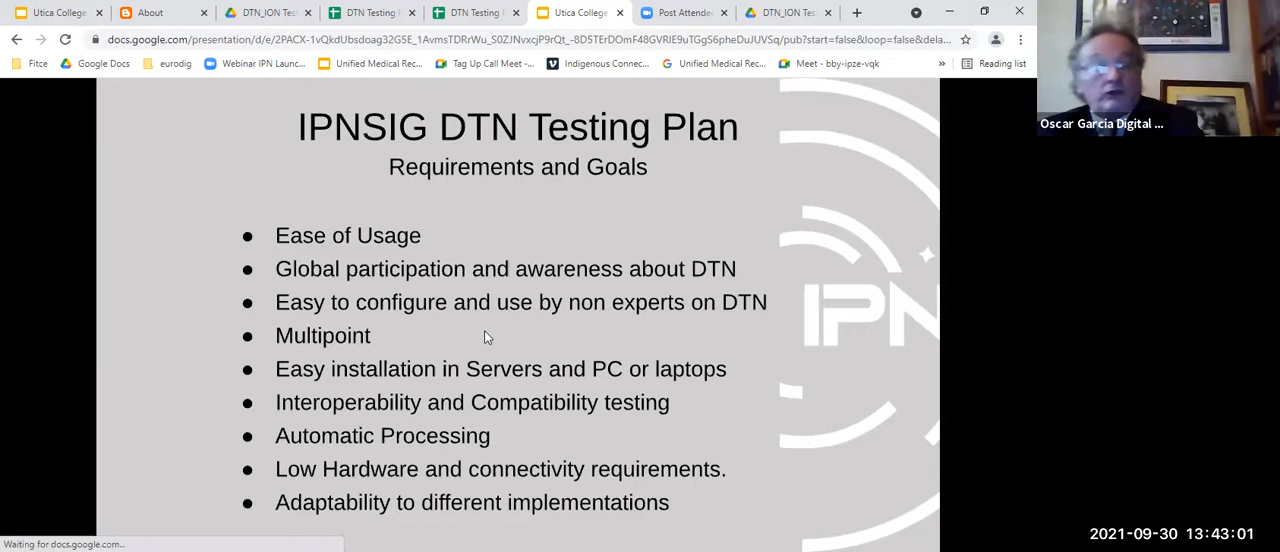 Utica College
About
DTN_ION Tes
DTN Testing P
DTN Testing P
Utica College
Post Attended
DTN_ION Tes
docs.google.com/presentation/d/e/2PACX-1vQkdUbsdoag32G5E_1AvmsTDRrWu_S0ZJNvxcjP9rQt_-8D5TErDOmF48GVRIE9uTGgS6pheDuJUVSq/pub?start=false&loop=false&dela...
Fitce
Google Docs
eurodig
Webinar IPN Launc...
Unified Medical Rec...
Tag Up Call Meet -...
Indigenous Connec...
Unified Medical Rec...
Meet - bby-ipze-vqk
»
Reading list
Oscar Garcia Digital ...
IPNSIG DTN Testing Plan
Requirements and Goals
● Ease of Usage
● Global participation and awareness about DTN
● Easy to configure and use by non experts on DTN
● Multipoint
● Easy installation in Servers and PC or laptops
● Interoperability and Compatibility testing
● Automatic Processing
● Low Hardware and connectivity requirements.
● Adaptability to different implementations
IPN
Waiting for docs.google.com...
2021-09-30 13:43:01